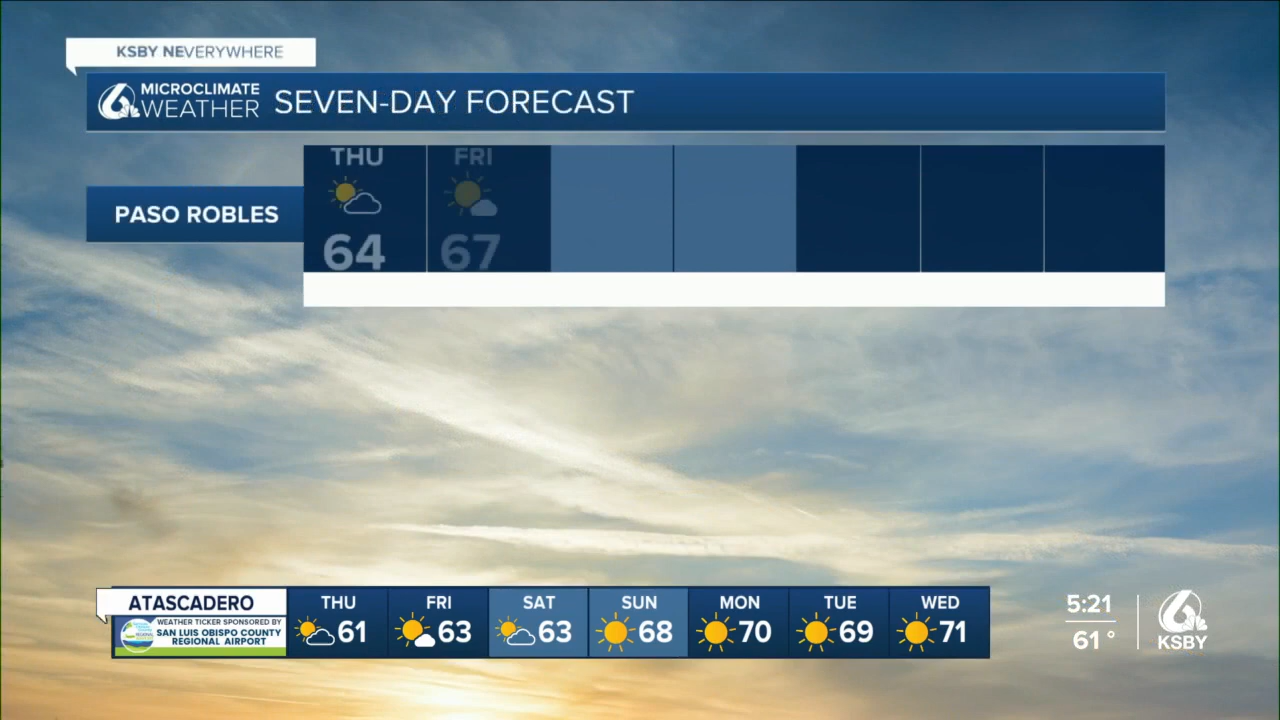 KSBY NEVERYWHERE
MICROCLIMATE
WEATHER
SEVEN-DAY FORECAST
THU FRI
PASO ROBLES
64 67
ATASCADERO
WEATHER TICKER SPONSORED BY
SAN LUIS OBISPO COUNTY
REGIONAL AIRPORT
THU FRI SAT SUN MON TUE WED
61 63 63 68 70 69 71
5:21
61°
KSBY